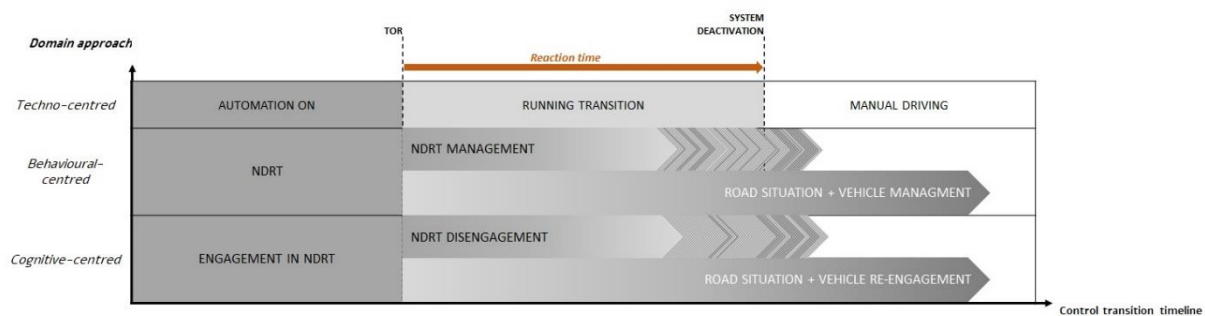 SYSTEM
DEACTIVATION
TOR
Domain approach
Reaction time
Techno-centred
AUTOMATION ON
RUNNING TRANSITION
MANUAL DRIVING
Behavioural-
centred
NDRT
NDRT MANAGEMENT
ROAD SITUATION + VEHICLE MANAGMENT
Cognitive-centred
ENGAGEMENT IN NDRT
NDRT DISENGAGEMENT
ROAD SITUATION + VEHICLE RE-ENGAGEMENT
Control transition timeline